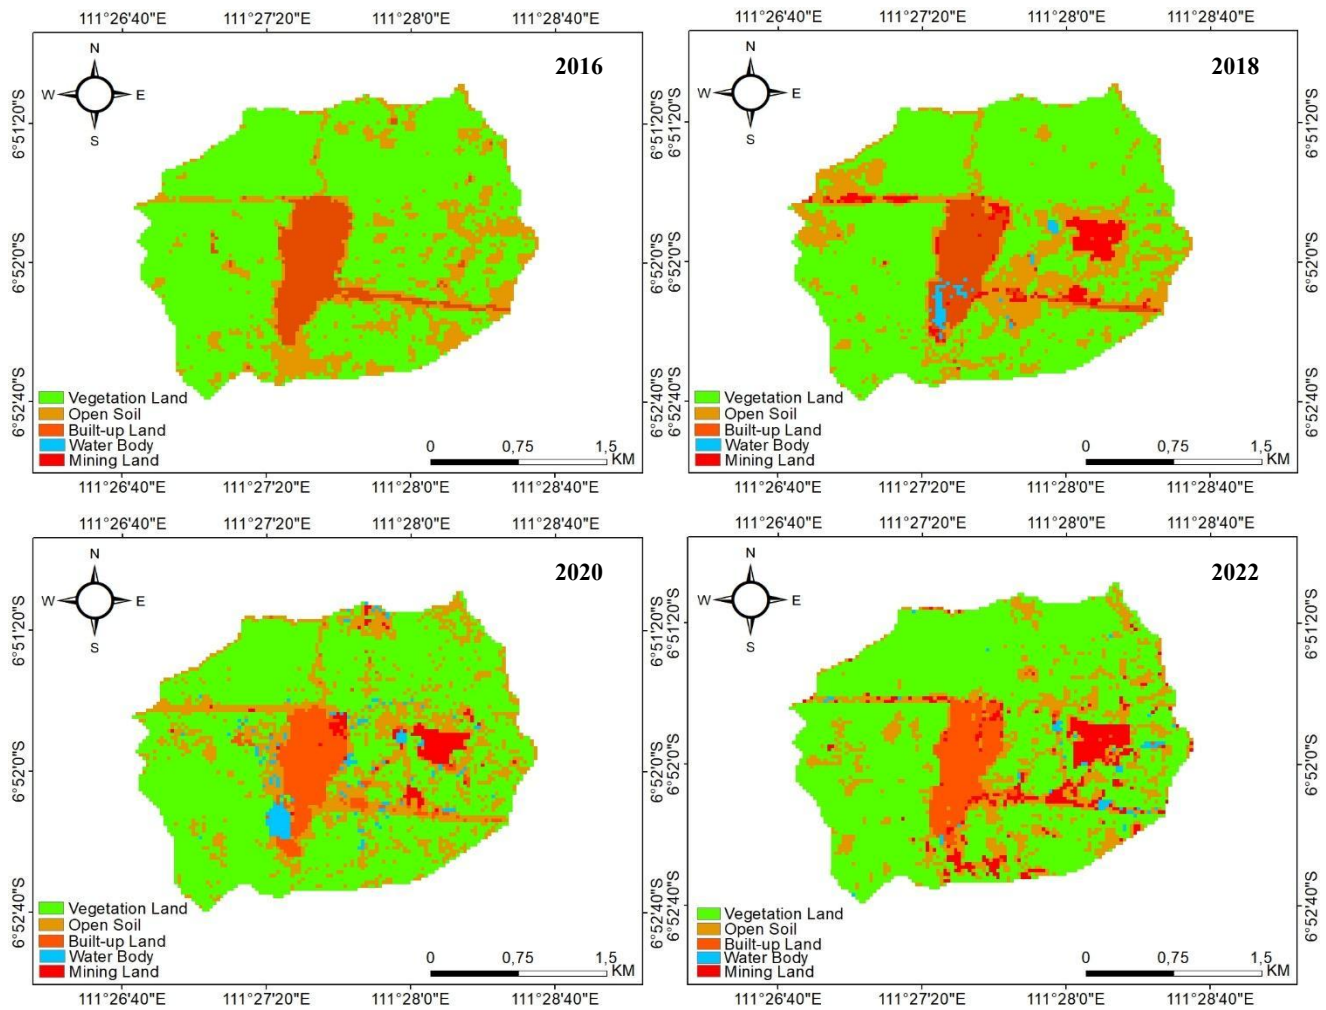 111°26'40"E 111°27'20"E 111°28'0"E 111°28'40"E
2016
N
W E
S
6°51'20"S
6°52'0"S
6°52'40"S
6°51'20"S
6°52'0"S
6°52'40"S
Vegetation Land
Open Soil
Built-up Land
Water Body
Mining Land
0 0,75 1,5
KM
111°26'40"E 111°27'20"E 111°28'0"E 111°28'40"E
111°26'40"E 111°27'20"E 111°28'0"E 111°28'40"E
2018
N
W E
S
6°51'20"S
6°52'0"S
6°52'40"S
6°51'20"S
6°52'0"S
6°52'40"S
Vegetation Land
Open Soil
Built-up Land
Water Body
Mining Land
0 0,75 1,5
KM
111°26'40"E 111°27'20"E 111°28'0"E 111°28'40"E
111°26'40"E 111°27'20"E 111°28'0"E 111°28'40"E
2020
N
W E
S
6°51'20"S
6°52'0"S
6°52'40"S
6°51'20"S
6°52'0"S
6°52'40"S
Vegetation Land
Open Soil
Built-up Land
Water Body
Mining Land
0 0,75 1,5
KM
111°26'40"E 111°27'20"E 111°28'0"E 111°28'40"E
111°26'40"E 111°27'20"E 111°28'0"E 111°28'40"E
2022
N
W E
S
6°51'20"S
6°52'0"S
6°52'40"S
6°51'20"S
6°52'0"S
6°52'40"S
Vegetation Land
Open Soil
Built-up Land
Water Body
Mining Land
0 0,75 1,5
KM
111°26'40"E 111°27'20"E 111°28'0"E 111°28'40"E